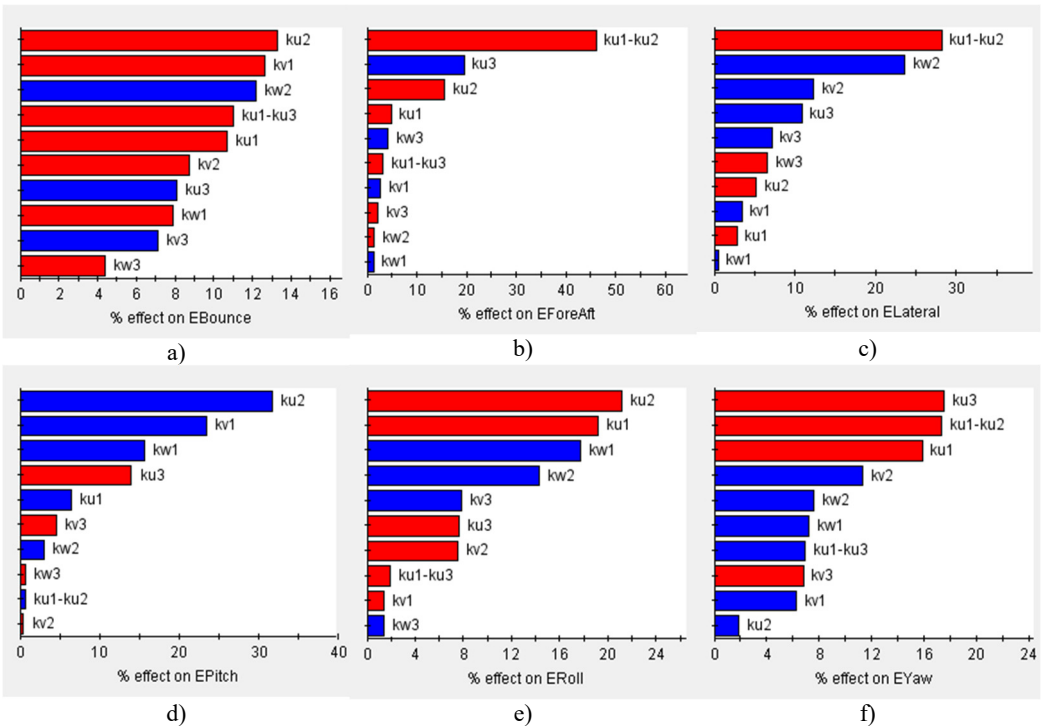 ku2
kv1
kw2
ku1-ku3
ku1
kv2
ku3
kw1
kv3
kw3
0 2 4 6 8 10 12 14 16
% effect on EBounce
a)
ku1-ku2
ku3
ku2
ku1
kw3
ku1-ku3
kv1
kv3
kw2
kw1
0 10 20 30 40 50 60
% effect on EForeAft
b)
ku1-ku2
kw2
kv2
ku3
kv3
kw3
ku2
kv1
ku1
kw1
0 10 20 30
% effect on ELateral
c)
ku2
kv1
kw1
ku3
ku1
kv3
kw2
kw3
ku1-ku2
kv2
0 10 20 30 40
% effect on EPitch
d)
ku2
ku1
kw1
kw2
kv3
ku3
kv2
ku1-ku3
kv1
kw3
0 4 8 12 16 20 24
% effect on ERoll
e)
ku3
ku1-ku2
ku1
kv2
kw2
kw1
ku1-ku3
kv3
kv1
ku2
0 4 8 12 16 20 24
% effect on EYaw
f)